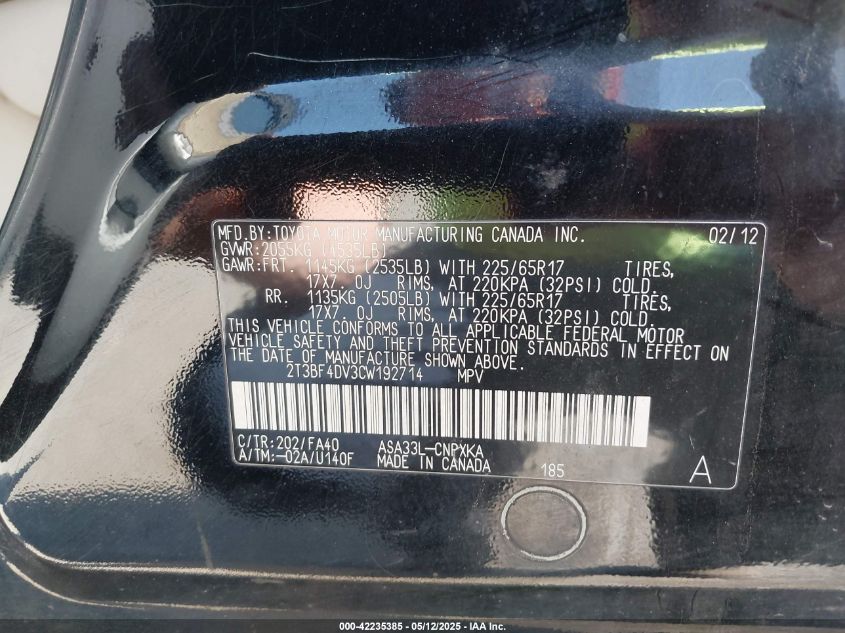 MFD.BY:TOYOTA MOTOR MANUFACTURING CANADA INC. 02/12
GVWR:2055KG (4535LB)
GAWR:FRT. 1145KG (2535LB) WITH 225/65R17 TIRES,
17X7. 0J RIMS, AT 220KPA (32PSI) COLD.
RR. 1135KG (2505LB) WITH 225/65R17 TIRES,
17X7. 0J RIMS, AT 220KPA (32PSI) COLD.
THIS VEHICLE CONFORMS TO ALL APPLICABLE FEDERAL MOTOR
VEHICLE SAFETY AND THEFT PREVENTION STANDARDS IN EFFECT ON
THE DATE OF MANUFACTURE SHOWN ABOVE.
2T3BF4DV3CW192714 MPV
C/TR:202/FA40 ASA33L-CNPXKA
A/TM:-02A/U140F MADE IN CANADA 185 A
000-42235385 - 05/12/2025 - IAA Inc.